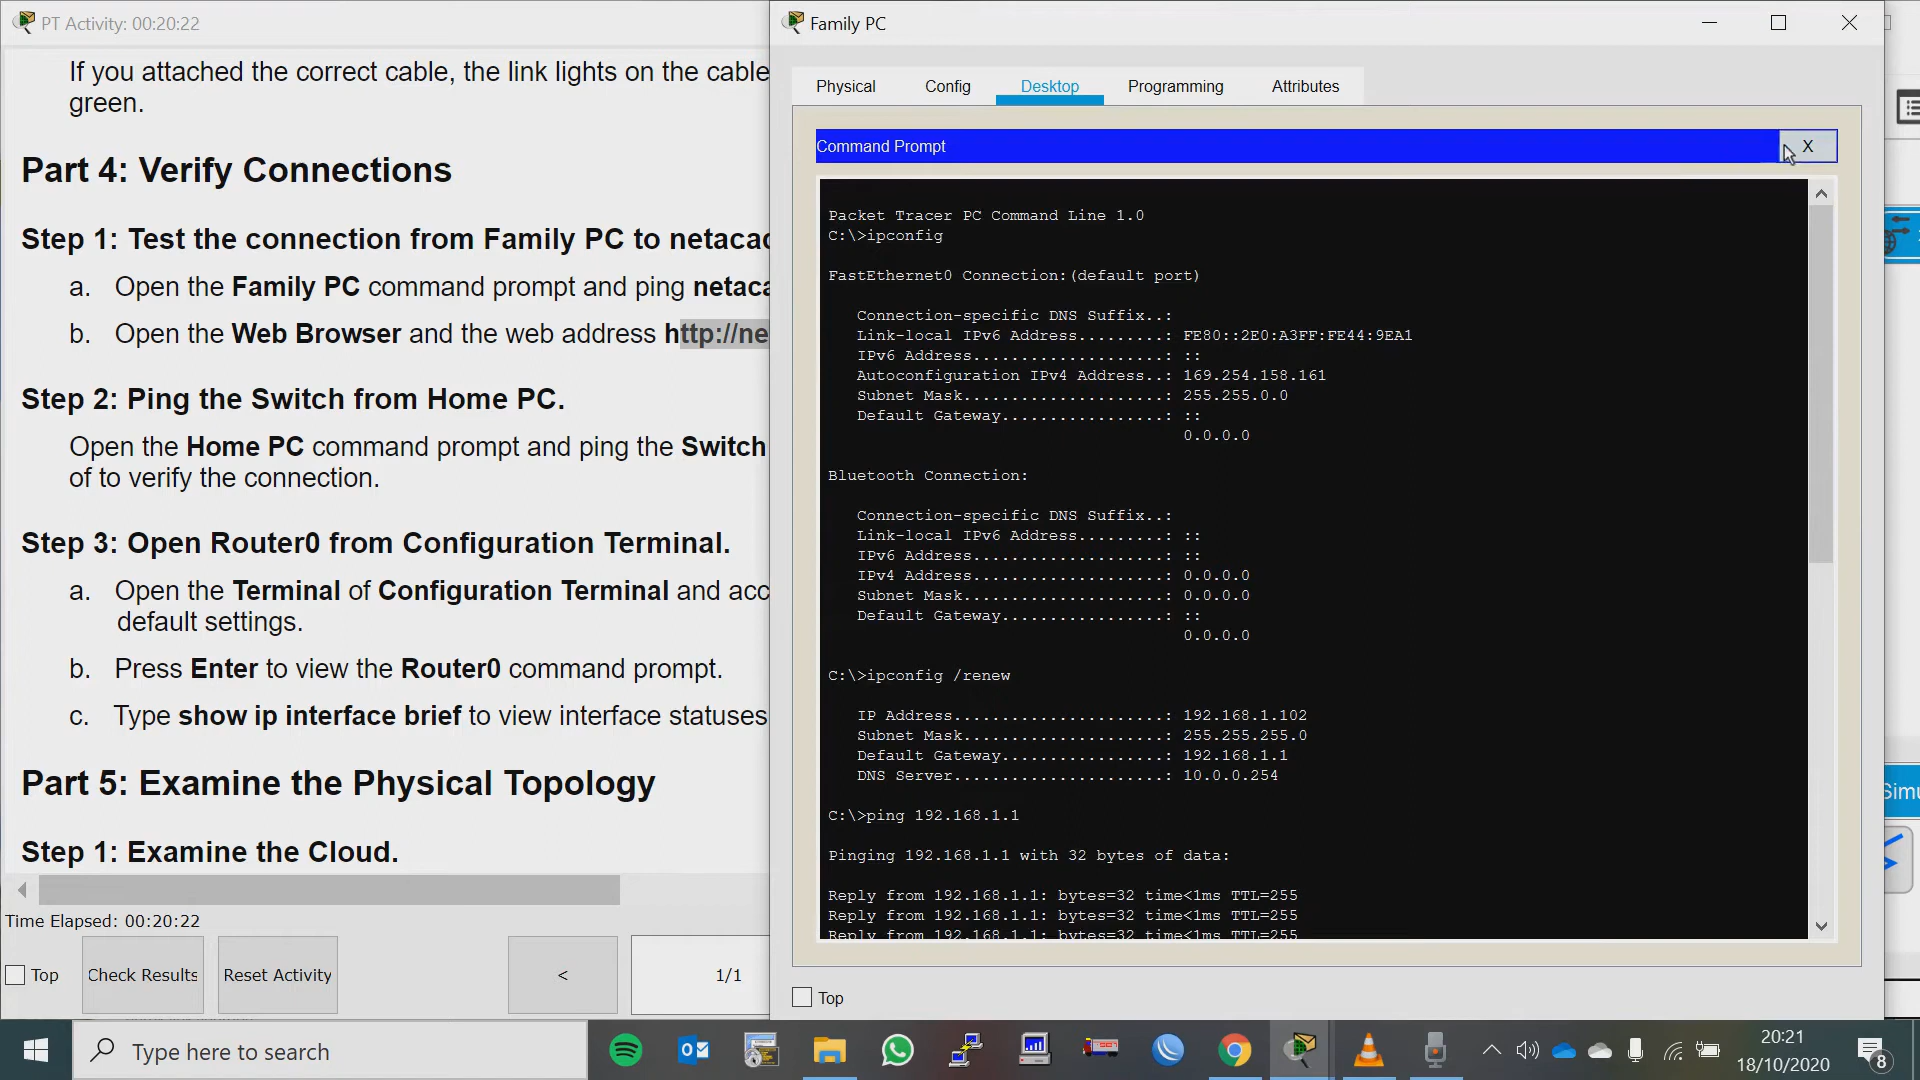 PT Activity: 00:20:22
If you attached the correct cable, the link lights on the cable
green.
Part 4: Verify Connections
Step 1: Test the connection from Family PC to netacad
a. Open the Family PC command prompt and ping netaca
b. Open the Web Browser and the web address http://ne
Step 2: Ping the Switch from Home PC.
Open the Home PC command prompt and ping the Switch
of to verify the connection.
Step 3: Open Router0 from Configuration Terminal.
a. Open the Terminal of Configuration Terminal and acc
default settings.
b. Press Enter to view the Router0 command prompt.
c. Type show ip interface brief to view interface statuses
Part 5: Examine the Physical Topology
Step 1: Examine the Cloud.
Time Elapsed: 00:20:22
Top
Check Results
Reset Activity
<
1/1
Family PC
Physical
Config
Desktop
Programming
Attributes
Command Prompt
X
Packet Tracer PC Command Line 1.0
C:\>ipconfig
FastEthernet0 Connection:(default port)
Connection-specific DNS Suffix..:
Link-local IPv6 Address.........: FE80::2E0:A3FF:FE44:9EA1
IPv6 Address....................: ::
Autoconfiguration IPv4 Address..: 169.254.158.161
Subnet Mask.....................: 255.255.0.0
Default Gateway.................: ::
0.0.0.0
Bluetooth Connection:
Connection-specific DNS Suffix..:
Link-local IPv6 Address.........: ::
IPv6 Address....................: ::
IPv4 Address....................: 0.0.0.0
Subnet Mask.....................: 0.0.0.0
Default Gateway.................: ::
0.0.0.0
C:\>ipconfig /renew
IP Address......................: 192.168.1.102
Subnet Mask.....................: 255.255.255.0
Default Gateway.................: 192.168.1.1
DNS Server......................: 10.0.0.254
C:\>ping 192.168.1.1
Pinging 192.168.1.1 with 32 bytes of data:
Reply from 192.168.1.1: bytes=32 time<1ms TTL=255
Reply from 192.168.1.1: bytes=32 time<1ms TTL=255
Reply from 192.168.1.1: bytes=32 time<1ms TTL=255
Top
Simu
Type here to search
20:21
18/10/2020
8